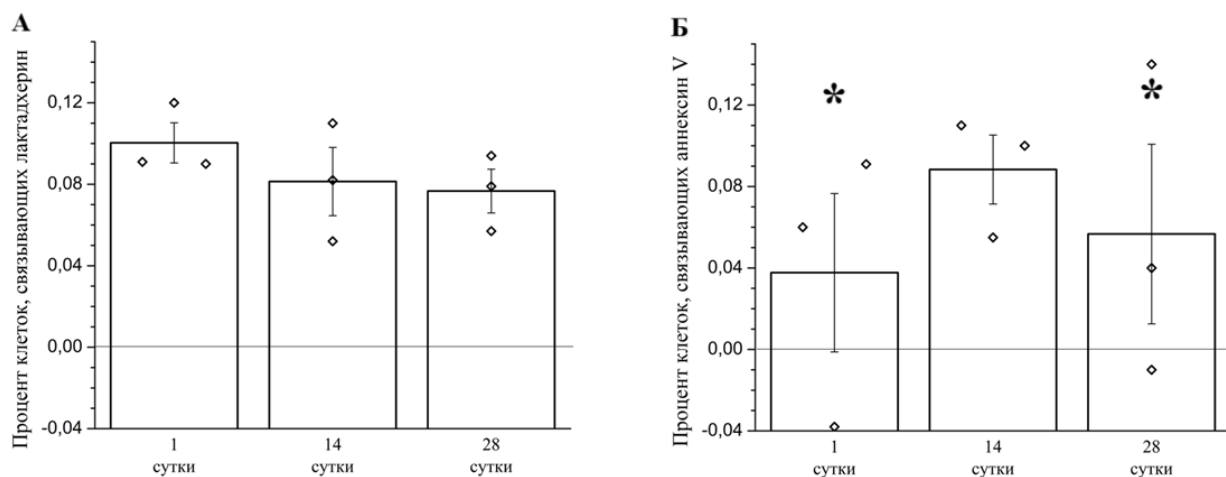 А
Процент клеток, связывающих лактадхерин
0,12
0,08
0,04
0,00
-0,04
1
сутки
14
сутки
28
сутки
Б
Процент клеток, связывающих аннексин V
0,12
0,08
0,04
0,00
-0,04
*
*
1
сутки
14
сутки
28
сутки